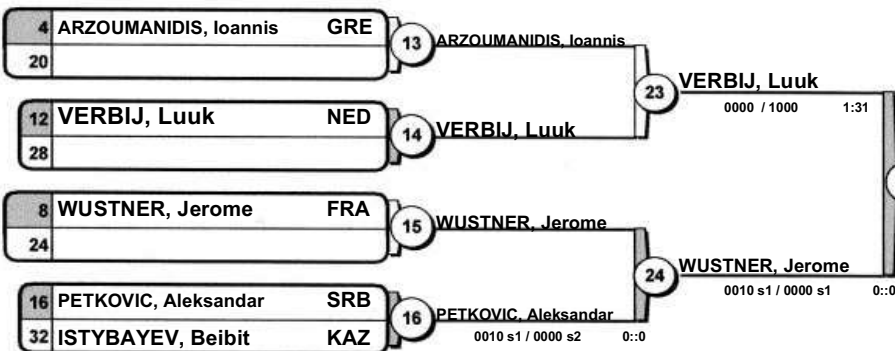 4 ARZOUMANIDIS, Ioannis GRE
20
13 ARZOUMANIDIS, Ioannis
12 VERBIJ, Luuk NED
28
14 VERBIJ, Luuk
23 VERBIJ, Luuk
0000 / 1000 1:31
8 WUSTNER, Jerome FRA
24
15 WUSTNER, Jerome
16 PETKOVIC, Aleksandar SRB
32 ISTYBAYEV, Beibit KAZ
16 PETKOVIC, Aleksandar
0010 s1 / 0000 s2 0::0
24 WUSTNER, Jerome
0010 s1 / 0000 s1 0::0